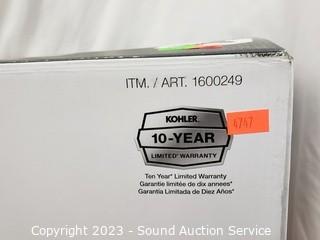 ITM. / ART. 1600249
KOHLER
10-YEAR
LIMITED* WARRANTY
4747
Ten Year* Limited Warranty
Garantie limitée de dix annees*
Garantía Limitada de Diez Años*
Copyright 2023 - Sound Auction Service